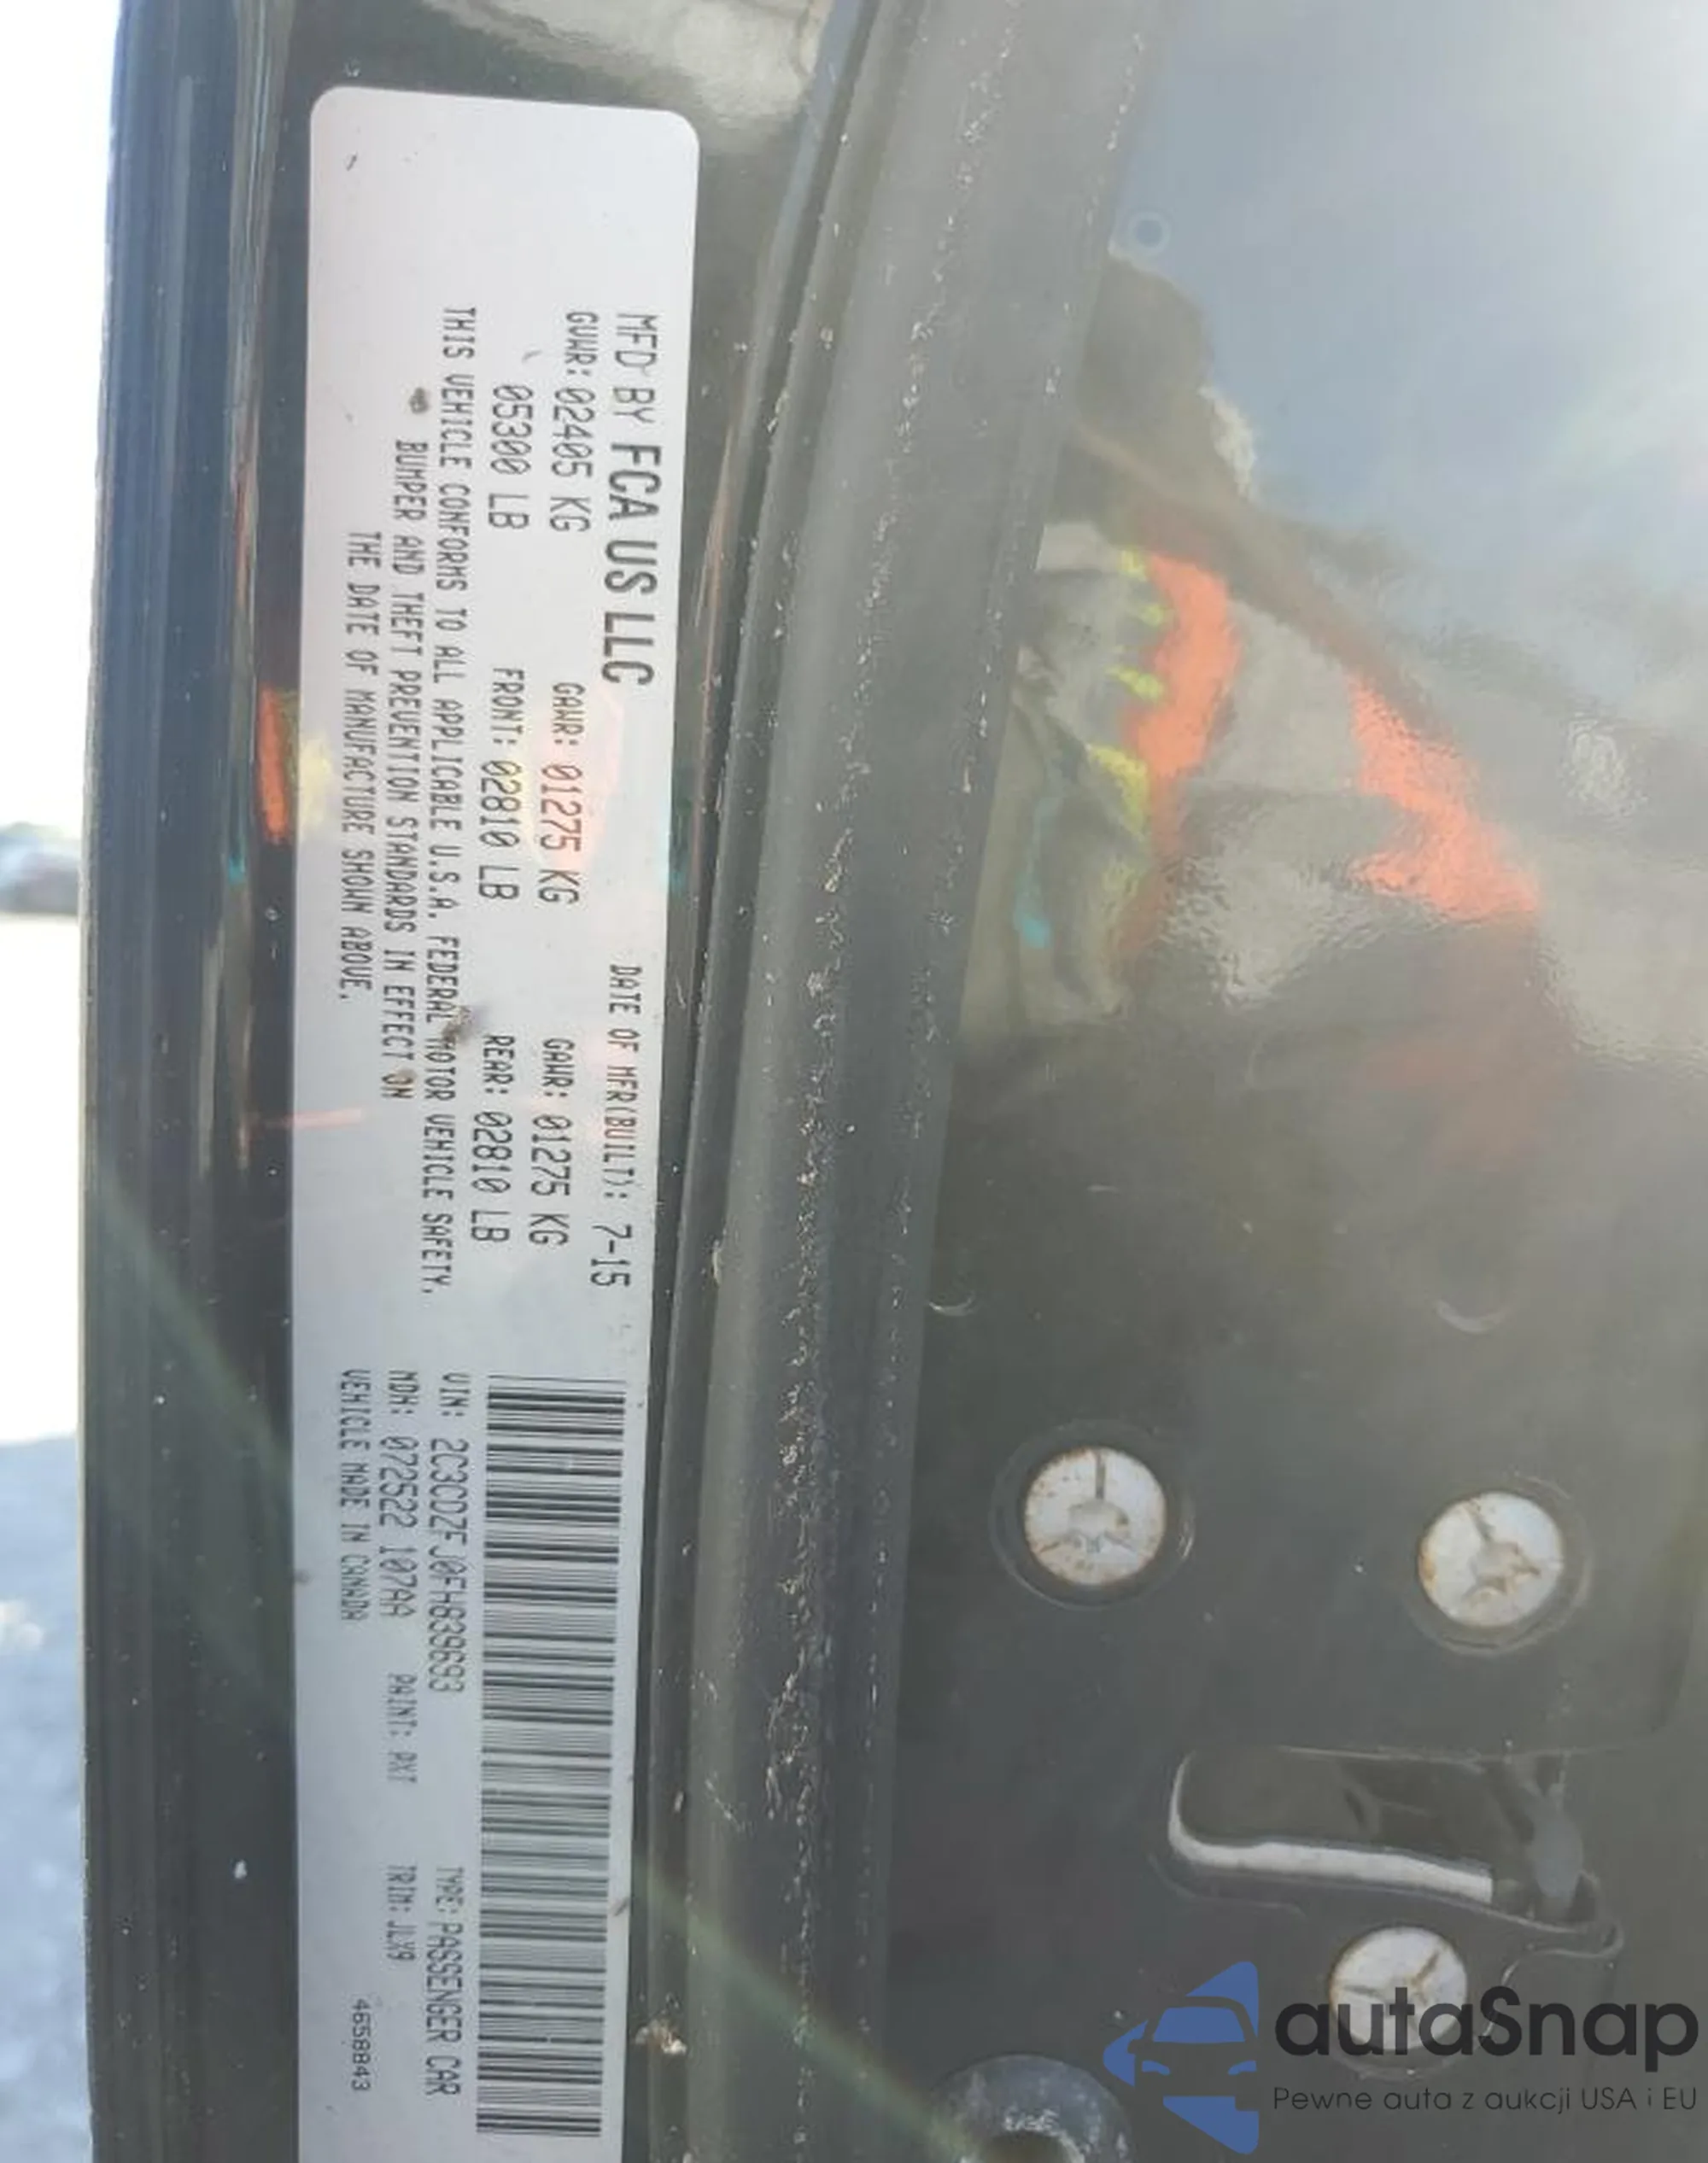 MFD BY FCA US LLC DATE OF MFR(BUILT): 7-15
GVWR: 02405 KG GAWR: 01275 KG GAWR: 01275 KG
05300 LB FRONT: 02810 LB REAR: 02810 LB
THIS VEHICLE CONFORMS TO ALL APPLICABLE U.S.A. FEDERAL MOTOR VEHICLE SAFETY,
BUMPER AND THEFT PREVENTION STANDARDS IN EFFECT ON
THE DATE OF MANUFACTURE SHOWN ABOVE.
VIN: 2C3CDZFJ0FH839693 TYPE: PASSENGER CAR
MDH: 072522 107AA PAINT: PXT TRIM: JLX9
VEHICLE MADE IN CANADA 4658843
autaSnap
Pewne auta z aukcji USA i EU